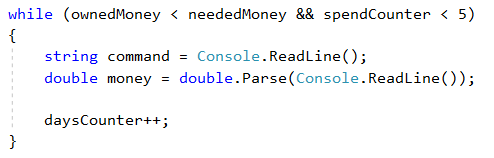 while (ownedMoney < neededMoney && spendCounter < 5)
{
    string command = Console.ReadLine();
    double money = double.Parse(Console.ReadLine());
    daysCounter++;
}